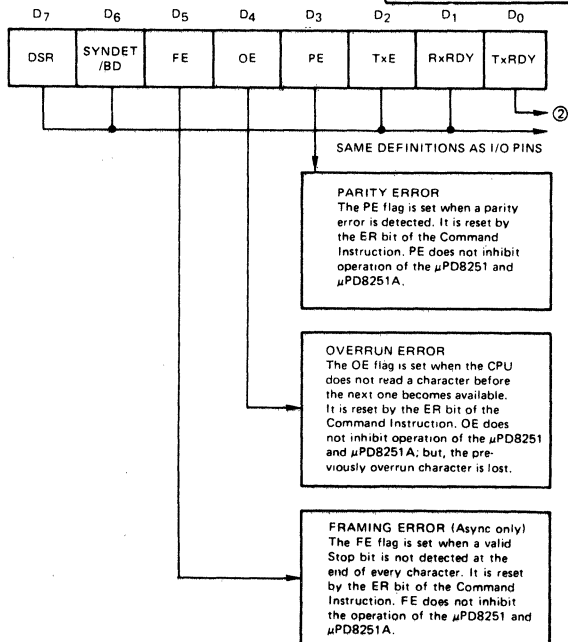 D7 D6 D5 D4 D3 D2 D1 D0
DSR SYNDET/BD FE OE PE TxE RxRDY TxRDY
②
SAME DEFINITIONS AS I/O PINS
PARITY ERROR
The PE flag is set when a parity
error is detected. It is reset by
the ER bit of the Command
Instruction. PE does not inhibit
operation of the μPD8251 and
μPD8251A.
OVERRUN ERROR
The OE flag is set when the CPU
does not read a character before
the next one becomes available.
It is reset by the ER bit of the
Command Instruction. OE does
not inhibit operation of the μPD8251
and μPD8251A; but, the pre-
viously overrun character is lost.
FRAMING ERROR (Async only)
The FE flag is set when a valid
Stop bit is not detected at the
end of every character. It is reset
by the ER bit of the Command
Instruction. FE does not inhibit
the operation of the μPD8251 and
μPD8251A.